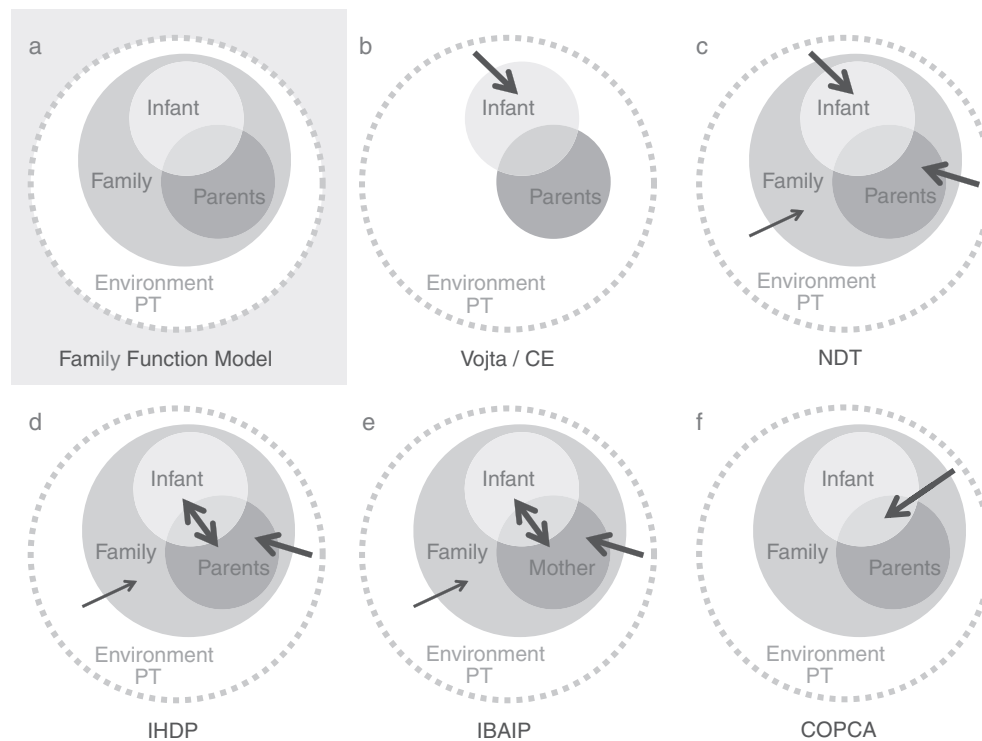 a
Infant
Family
Parents
Environment
PT
Family Function Model
b
Infant
Parents
Environment
PT
Vojta / CE
c
Infant
Family
Parents
Environment
PT
NDT
d
Infant
Family
Parents
Environment
PT
IHDP
e
Infant
Family
Mother
Environment
PT
IBAIP
f
Infant
Family
Parents
Environment
PT
COPCA